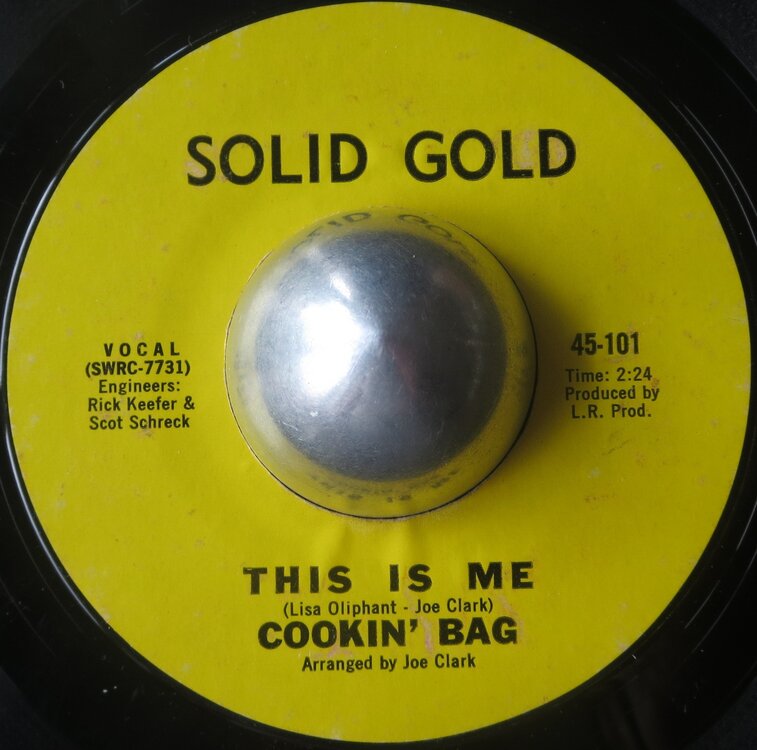 SOLID GOLD
VOCAL
(SWRC-7731)
Engineers:
Rick Keefer &
Scot Schreck
45-101
Time: 2:24
Produced by
L.R. Prod.
THIS IS ME
(Lisa Oliphant - Joe Clark)
COOKIN' BAG
Arranged by Joe Clark